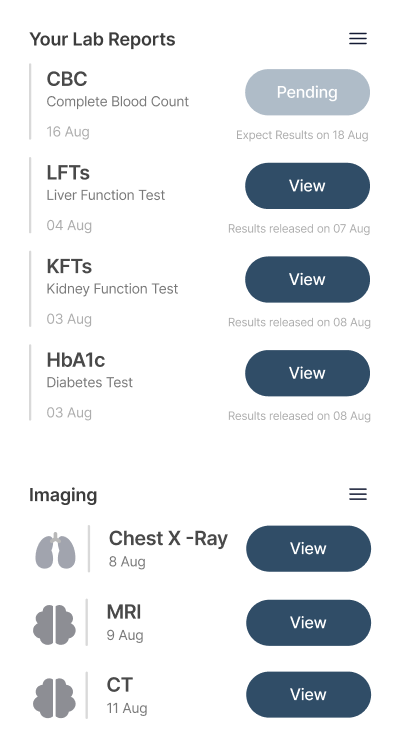 Your Lab Reports
CBC
Complete Blood Count
16 Aug
Pending
Expect Results on 18 Aug
LFTs
Liver Function Test
04 Aug
View
Results released on 07 Aug
KFTs
Kidney Function Test
03 Aug
View
Results released on 08 Aug
HbA1c
Diabetes Test
03 Aug
View
Results released on 08 Aug
Imaging
Chest X -Ray
8 Aug
View
MRI
9 Aug
View
CT
11 Aug
View